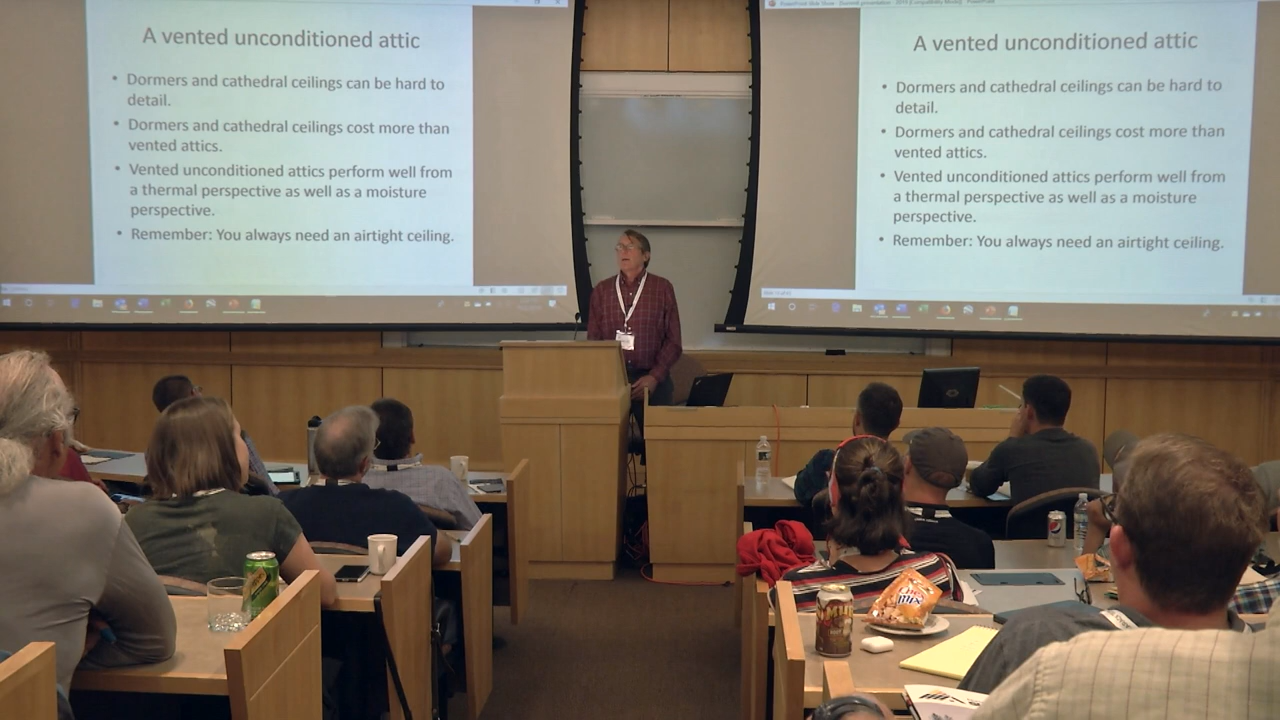 A vented unconditioned attic
• Dormers and cathedral ceilings can be hard to
detail.
• Dormers and cathedral ceilings cost more than
vented attics.
• Vented unconditioned attics perform well from
a thermal perspective as well as a moisture
perspective.
• Remember: You always need an airtight ceiling.
A vented unconditioned attic
• Dormers and cathedral ceilings can be hard to
detail.
• Dormers and cathedral ceilings cost more than
vented attics.
• Vented unconditioned attics perform well from
a thermal perspective as well as a moisture
perspective.
• Remember: You always need an airtight ceiling.
Chex
Mix